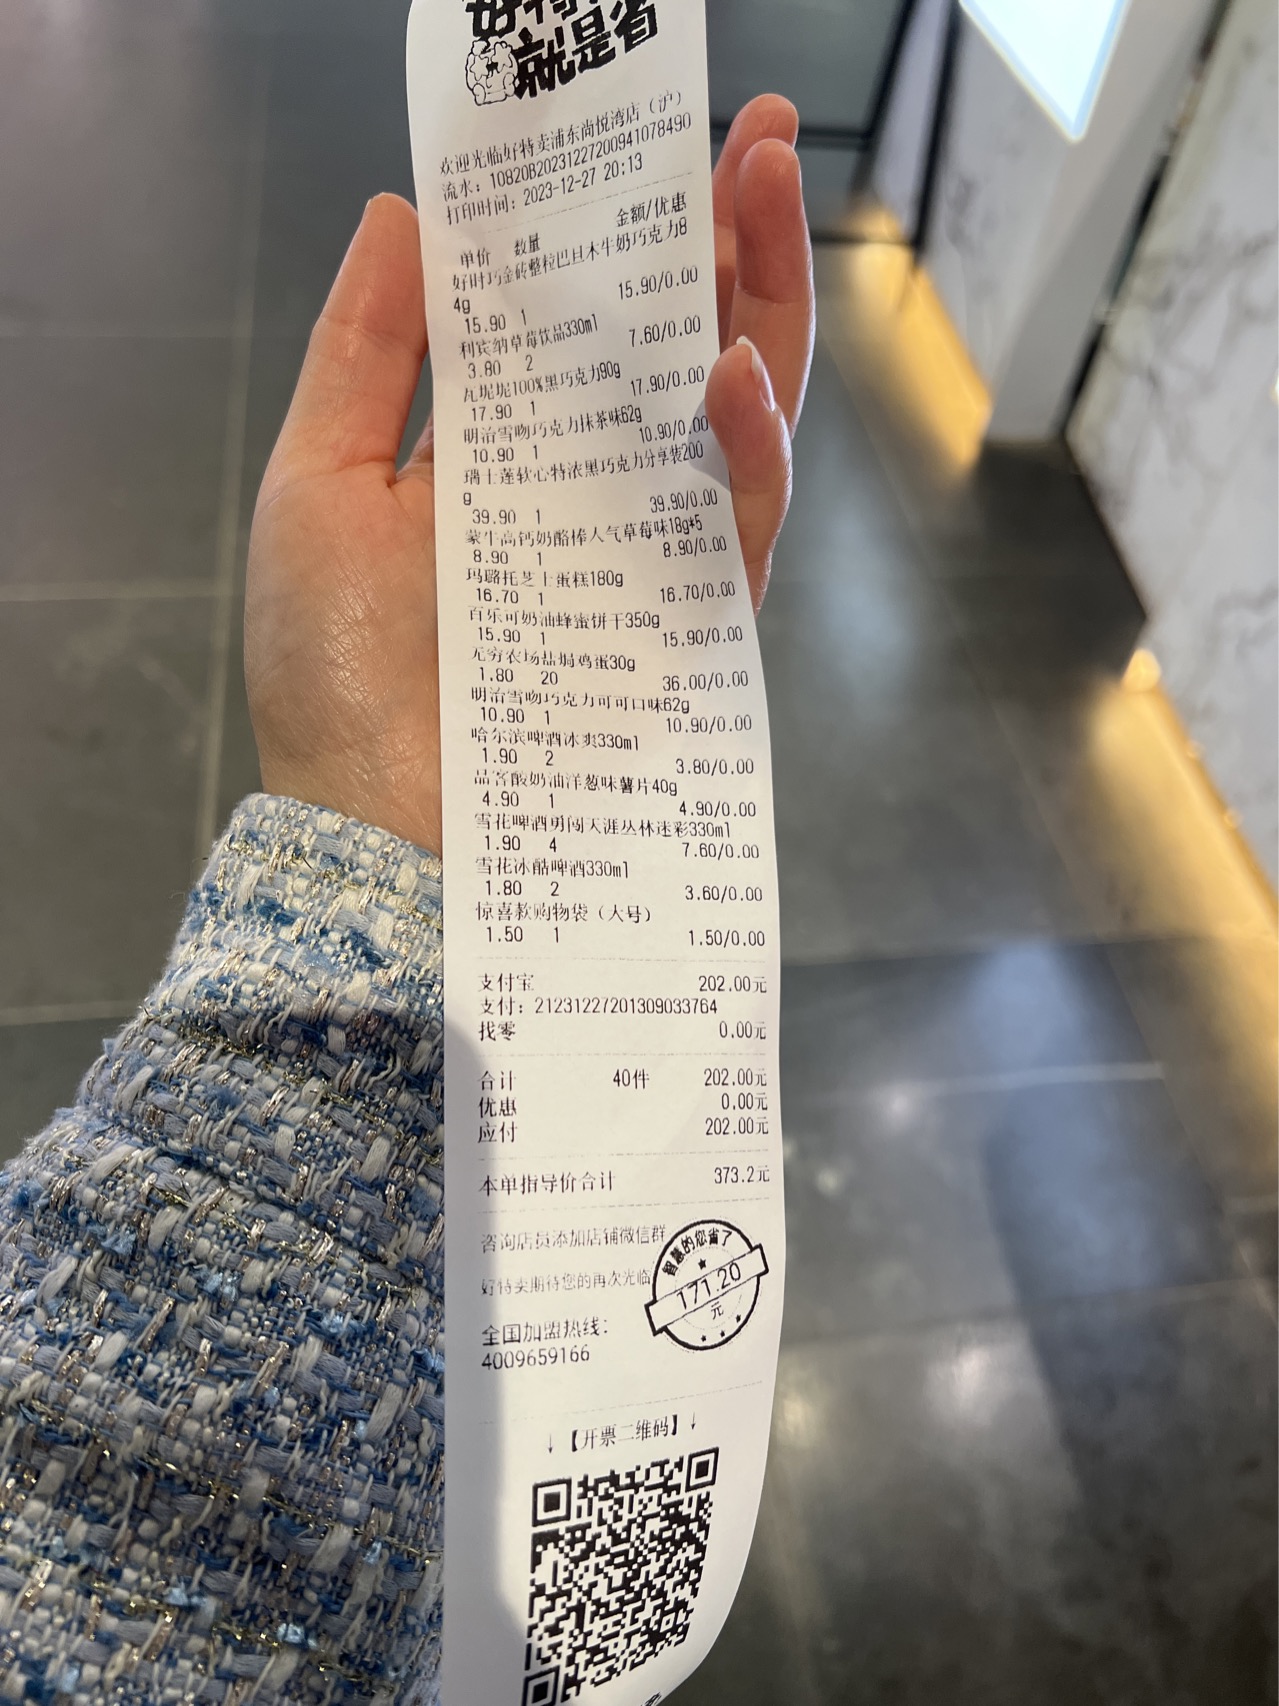 好特
就是省
欢迎光临好特卖浦东尚悦湾店（沪）
流水：10820B20231227200941078490
打印时间：2023-12-27 20:13
单价 数量 金额/优惠
好时巧金砖整粒巴旦木牛奶巧克力8
4g
15.90 1 15.90/0.00
利宾纳草莓饮品330ml
3.80 2 7.60/0.00
瓦坭坭100%黑巧克力90g
17.90 1 17.90/0.00
明治雪吻巧克力抹茶味62g
10.90 1 10.90/0.00
瑞士莲软心特浓黑巧克力分享装200
g
39.90 1 39.90/0.00
蒙牛高钙奶酪棒人气草莓味18g*5
8.90 1 8.90/0.00
玛璐托芝士蛋糕180g
16.70 1 16.70/0.00
百乐可奶油蜂蜜饼干350g
15.90 1 15.90/0.00
无穷农场盐焗鸡蛋30g
1.80 20 36.00/0.00
明治雪吻巧克力可可口味62g
10.90 1 10.90/0.00
哈尔滨啤酒冰爽330ml
1.90 2 3.80/0.00
品客酸奶油洋葱味薯片40g
4.90 1 4.90/0.00
雪花啤酒勇闯天涯丛林迷彩330ml
1.90 4 7.60/0.00
雪花冰酷啤酒330ml
1.80 2 3.60/0.00
惊喜款购物袋（大号）
1.50 1 1.50/0.00
支付宝 202.00元
支付：21231227201309033764
找零 0.00元
合计 40件 202.00元
优惠 0.00元
应付 202.00元
本单指导价合计 373.2元
咨询店员添加店铺微信群
好特卖期待您的再次光临
智慧的您省了
171.20
元
全国加盟热线：
4009659166
↓【开票二维码】↓